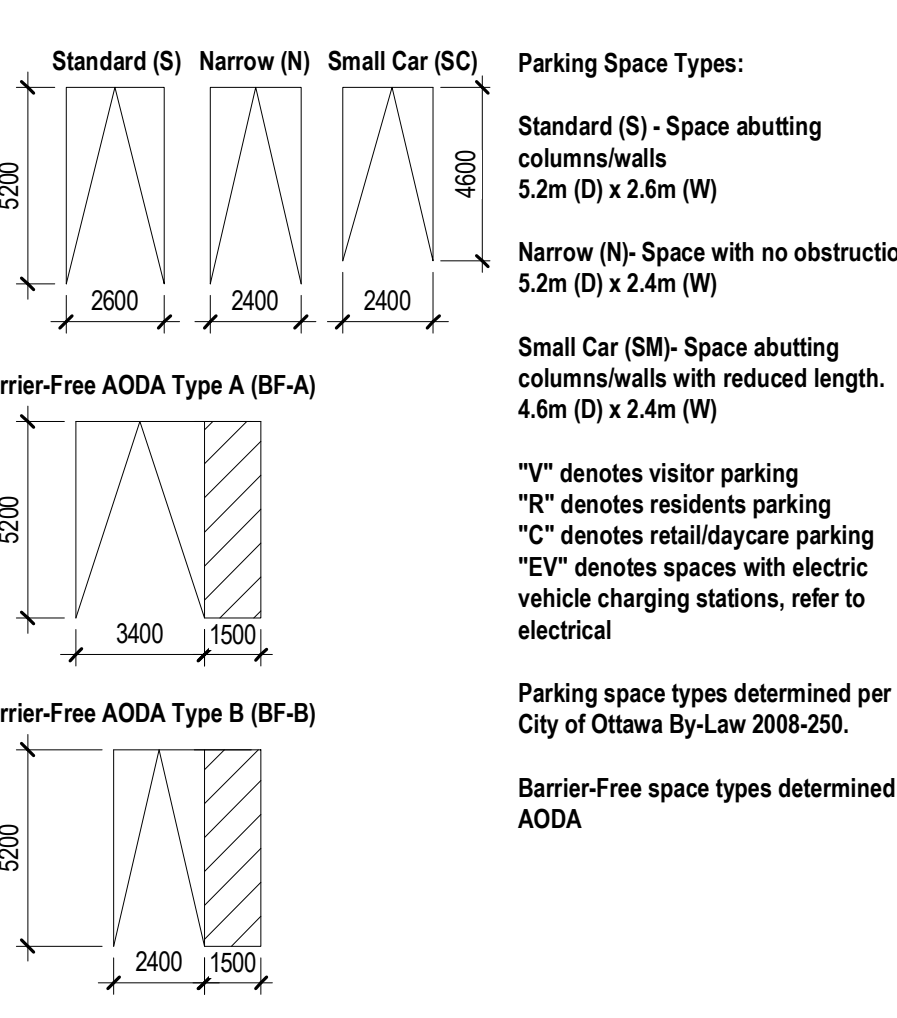 Standard (S) Narrow (N) Small Car (SC)
5200
4600
2600
2400
2400
rrier-Free AODA Type A (BF-A)
5200
3400
1500
rrier-Free AODA Type B (BF-B)
5200
2400
1500
Parking Space Types:
Standard (S) - Space abutting
columns/walls
5.2m (D) x 2.6m (W)
Narrow (N)- Space with no obstructio
5.2m (D) x 2.4m (W)
Small Car (SM)- Space abutting
columns/walls with reduced length.
4.6m (D) x 2.4m (W)
"V" denotes visitor parking
"R" denotes residents parking
"C" denotes retail/daycare parking
"EV" denotes spaces with electric
vehicle charging stations, refer to
electrical
Parking space types determined per
City of Ottawa By-Law 2008-250.
Barrier-Free space types determined
AODA